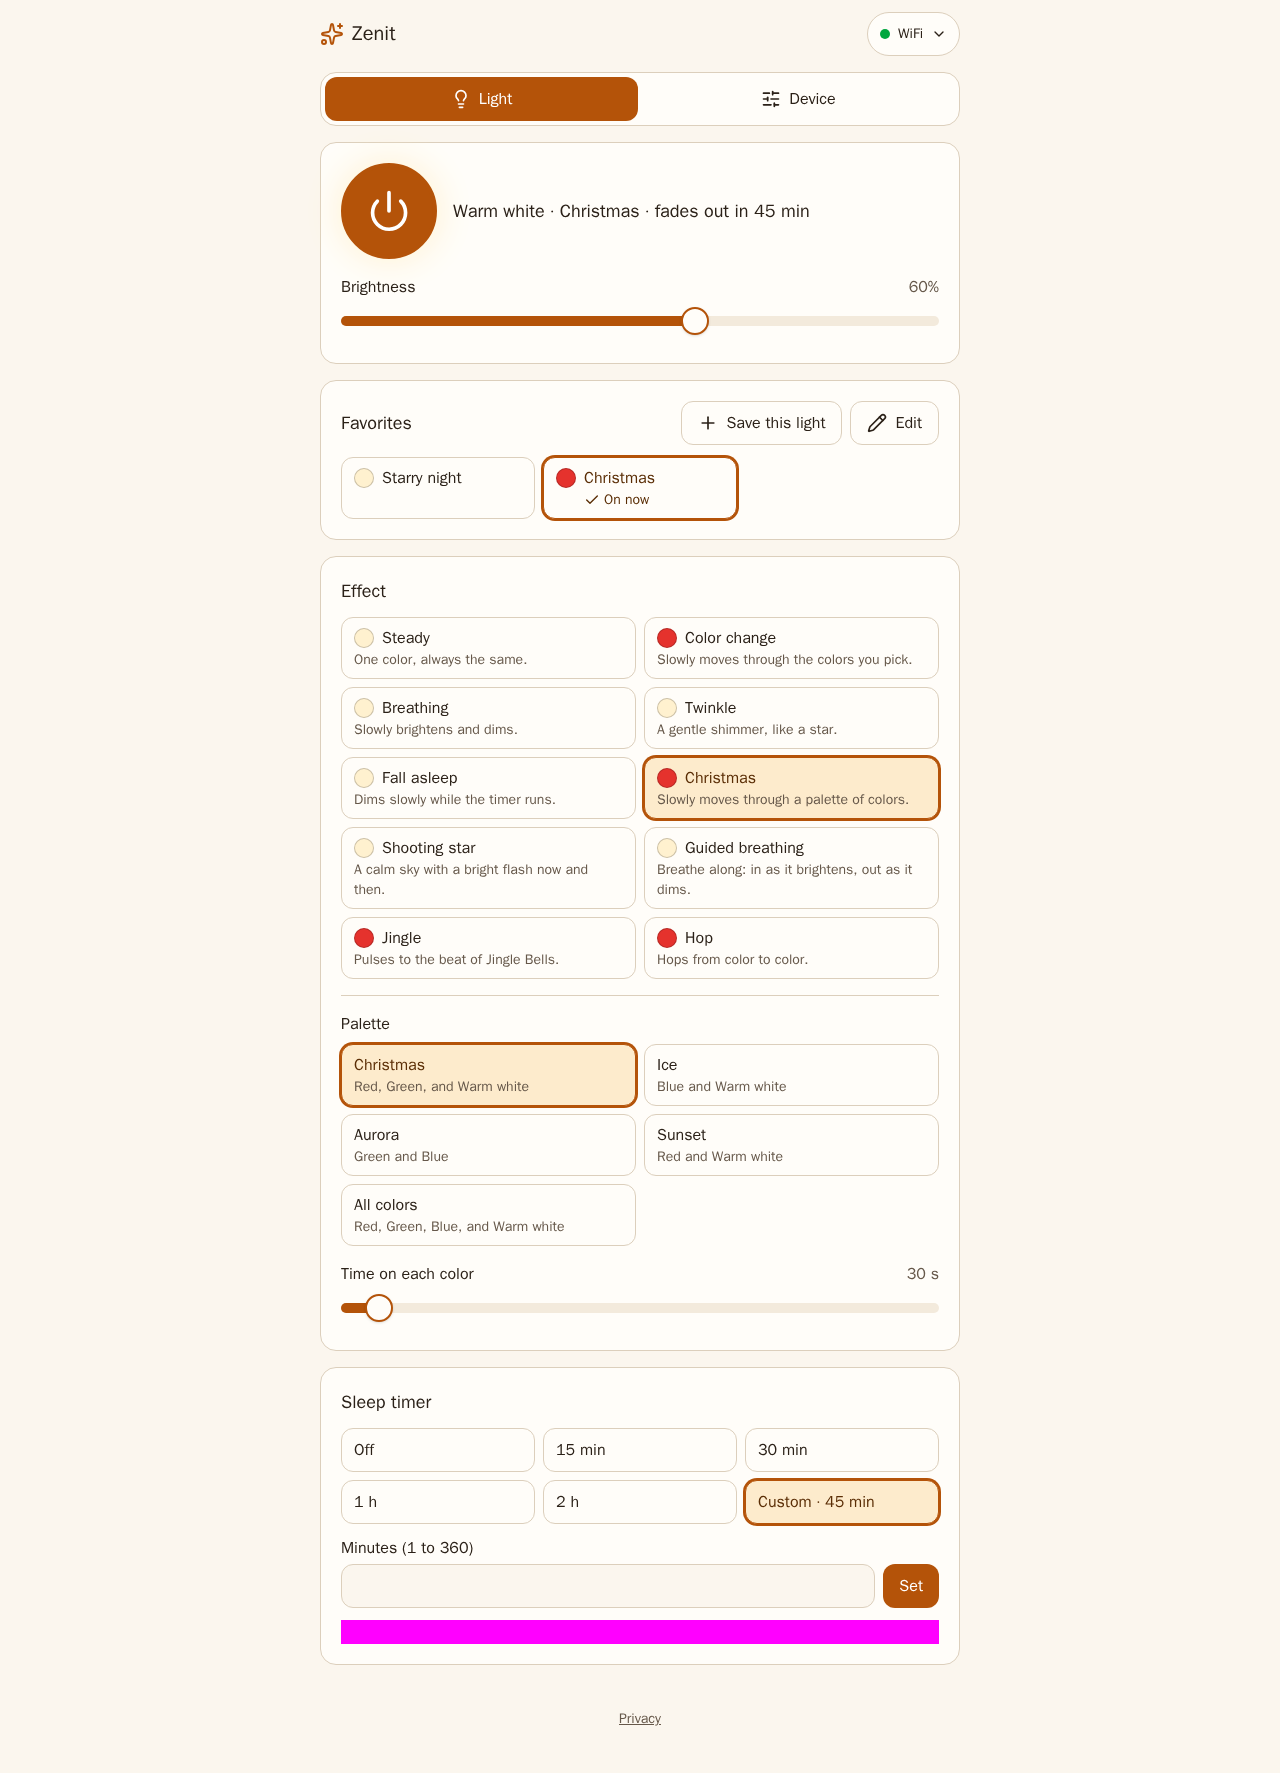 Zenit
WiFi
Light
Device
Warm white · Christmas · fades out in 45 min
Brightness
60%
Favorites
Save this light
Edit
Starry night
Christmas
On now
Effect
Steady
One color, always the same.
Color change
Slowly moves through the colors you pick.
Breathing
Slowly brightens and dims.
Twinkle
A gentle shimmer, like a star.
Fall asleep
Dims slowly while the timer runs.
Christmas
Slowly moves through a palette of colors.
Shooting star
A calm sky with a bright flash now and
then.
Guided breathing
Breathe along: in as it brightens, out as it
dims.
Jingle
Pulses to the beat of Jingle Bells.
Hop
Hops from color to color.
Palette
Christmas
Red, Green, and Warm white
Ice
Blue and Warm white
Aurora
Green and Blue
Sunset
Red and Warm white
All colors
Red, Green, Blue, and Warm white
Time on each color
30 s
Sleep timer
Off
15 min
30 min
1 h
2 h
Custom · 45 min
Minutes (1 to 360)
Set
Privacy